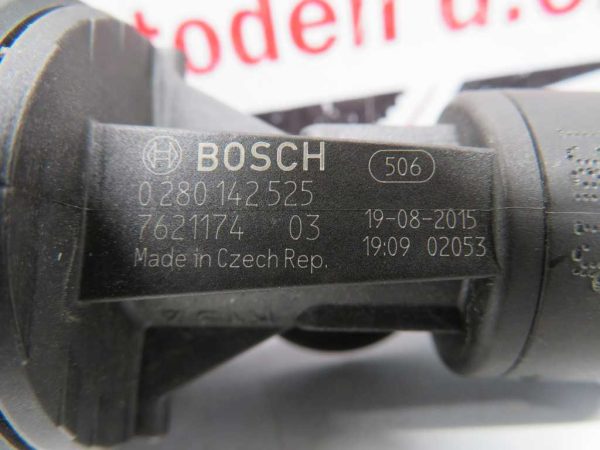 BOSCH 506
0 280 142 525
7621174 03 19-08-2015
Made in Czech Rep. 19:09 02053